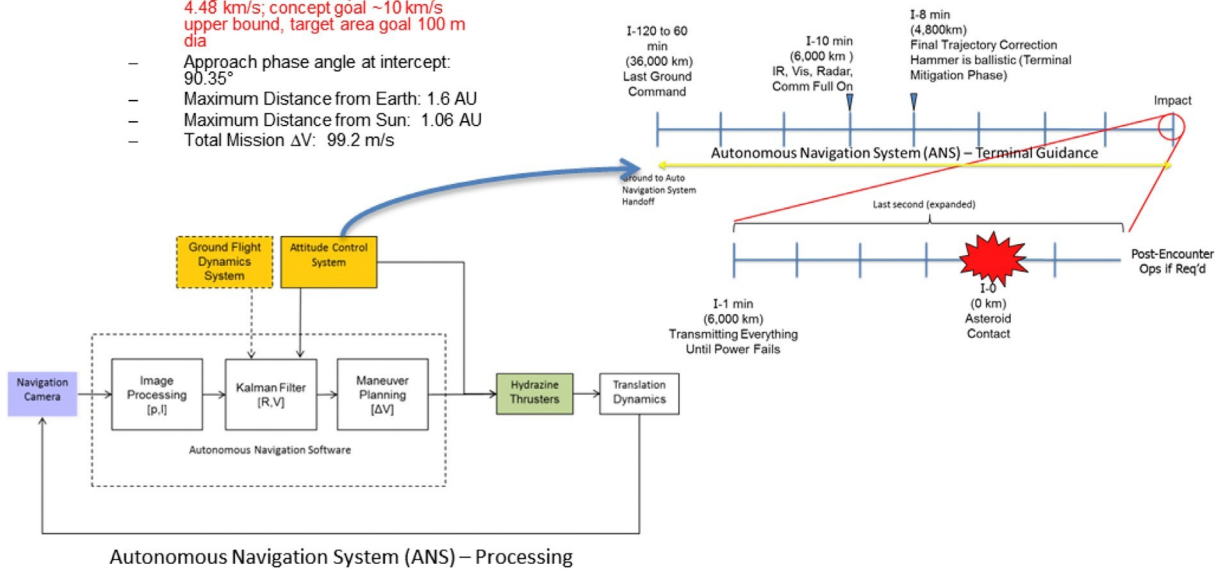 4.48 km/s; concept goal ~10 km/s
upper bound, target area goal 100 m
dia
– Approach phase angle at intercept:
90.35°
– Maximum Distance from Earth: 1.6 AU
– Maximum Distance from Sun: 1.06 AU
– Total Mission ΔV: 99.2 m/s
I-120 to 60
min
(36,000 km)
Last Ground
Command
I-10 min
(6,000 km )
IR, Vis, Radar,
Comm Full On
I-8 min
(4,800km)
Final Trajectory Correction
Hammer is ballistic (Terminal
Mitigation Phase)
Impact
Autonomous Navigation System (ANS) – Terminal Guidance
Ground to Auto
Navigation System
Handoff
Last second (expanded)
Post-Encounter
Ops if Req'd
I-1 min
(6,000 km)
Transmitting Everything
Until Power Fails
I-0
(0 km)
Asteroid
Contact
Ground Flight
Dynamics
System
Attitude Control
System
Navigation
Camera
Image
Processing
[p,l]
Kalman Filter
[R,V]
Maneuver
Planning
[ΔV]
Hydrazine
Thrusters
Translation
Dynamics
Autonomous Navigation Software
Autonomous Navigation System (ANS) – Processing